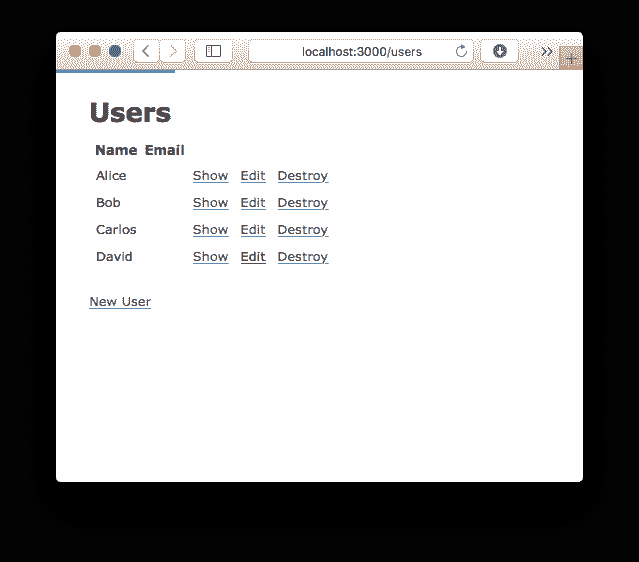 localhost:3000/users
Users
Name Email
Alice Show Edit Destroy
Bob Show Edit Destroy
Carlos Show Edit Destroy
David Show Edit Destroy
New User